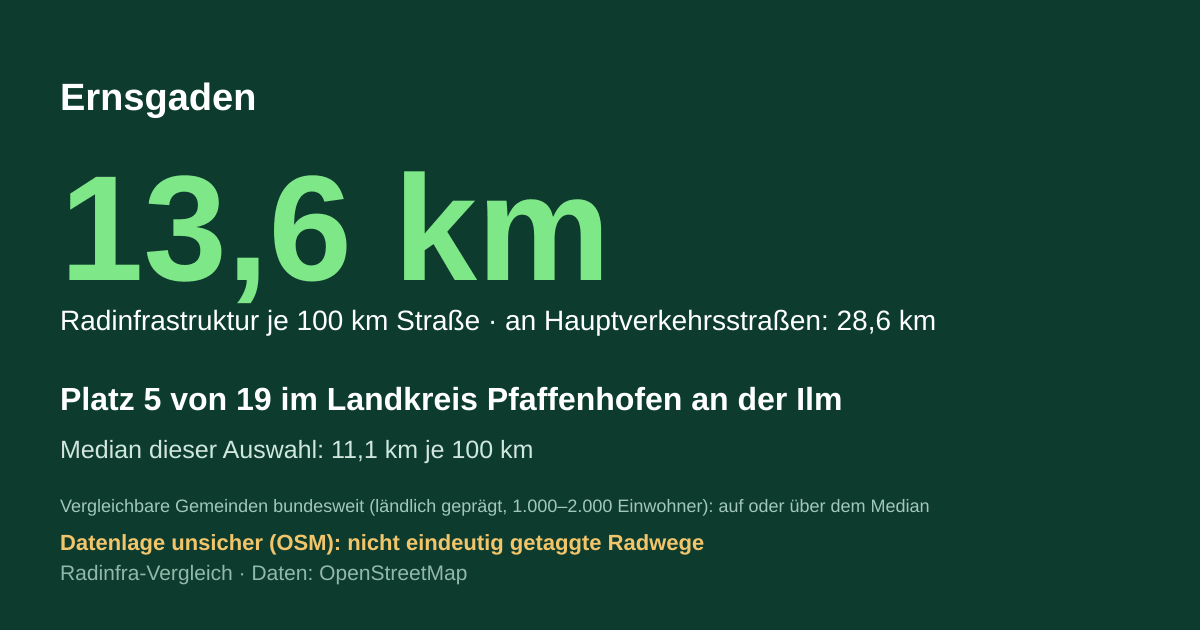 Ernsgaden
13,6 km
Radinfrastruktur je 100 km Straße · an Hauptverkehrsstraßen: 28,6 km
Platz 5 von 19 im Landkreis Pfaffenhofen an der Ilm
Median dieser Auswahl: 11,1 km je 100 km
Vergleichbare Gemeinden bundesweit (ländlich geprägt, 1.000–2.000 Einwohner): auf oder über dem Median
Datenlage unsicher (OSM): nicht eindeutig getaggte Radwege
Radinfra-Vergleich · Daten: OpenStreetMap